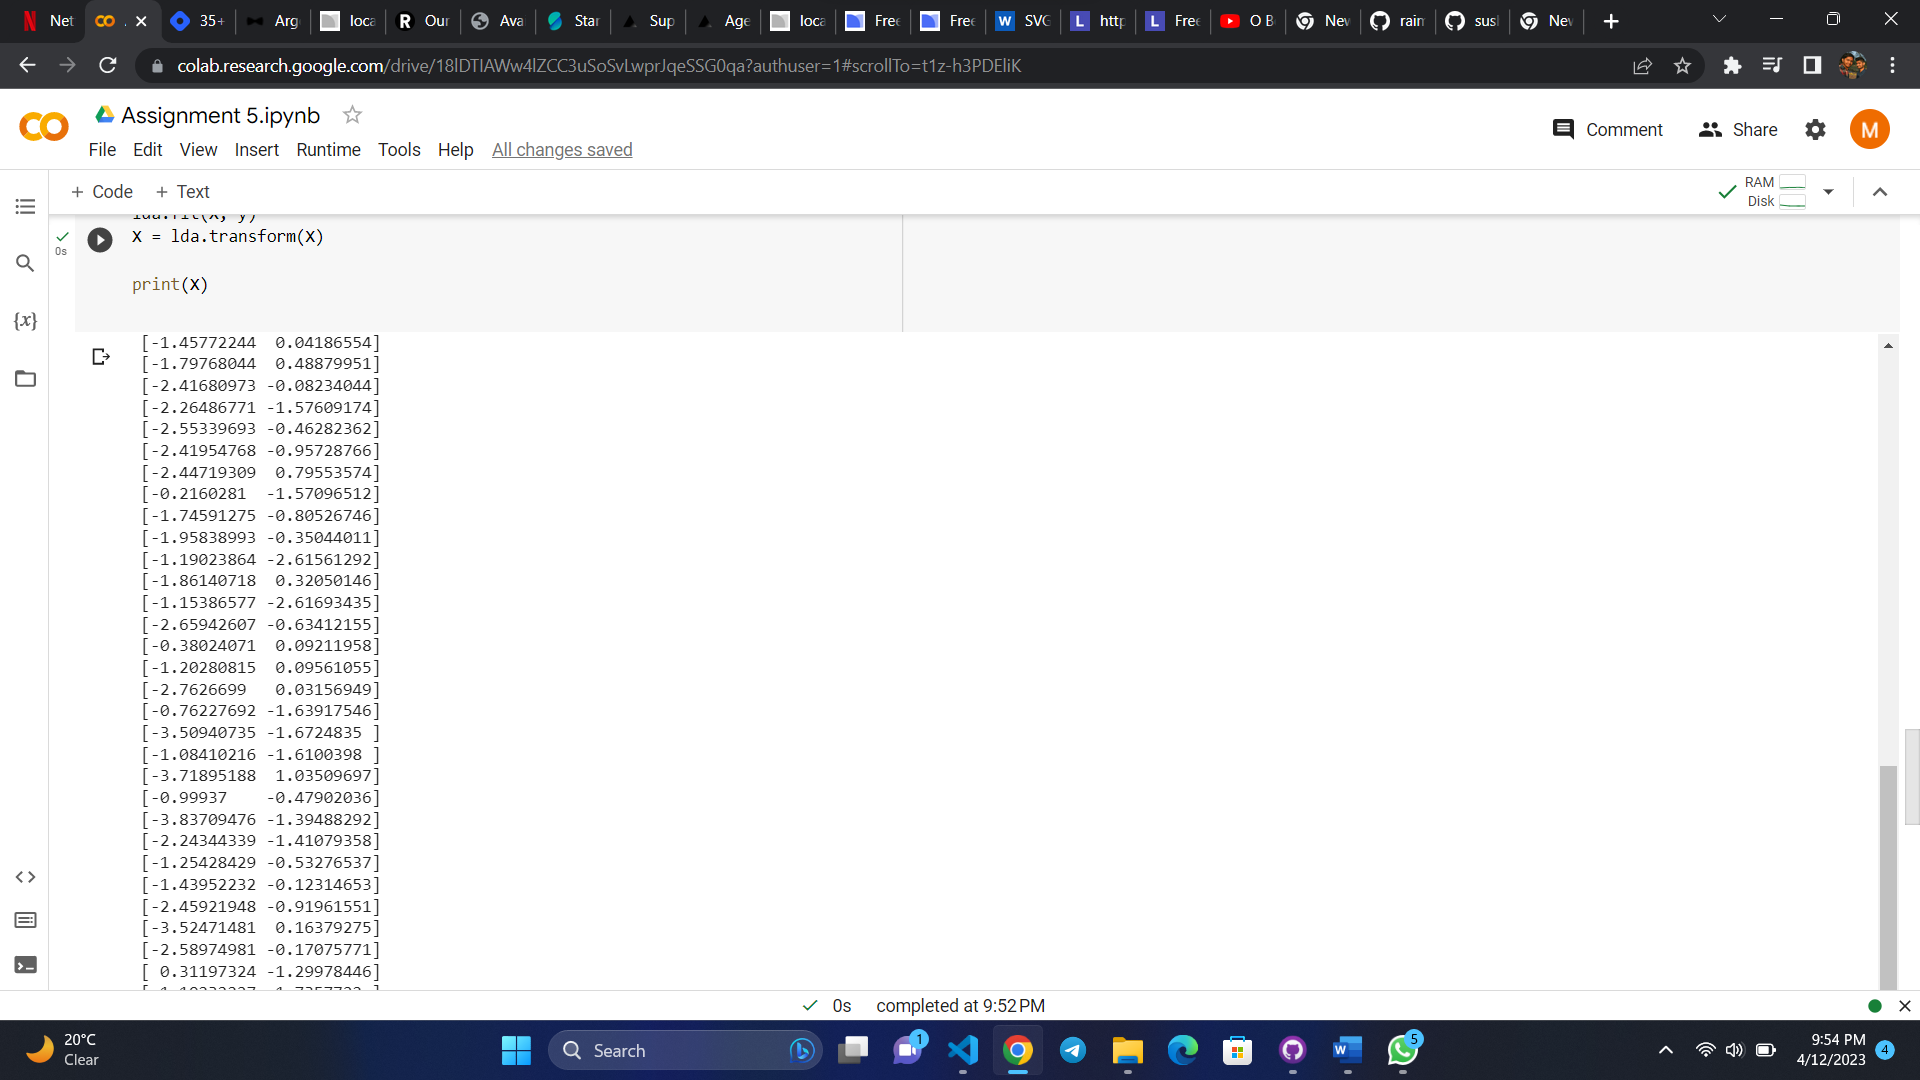 Net
35+
Arg
loca
Our
Ava
Star
Sup
Age
loca
Free
Free
SVG
http
Free
O B
Nev
rain
sus
Nev
colab.research.google.com/drive/18lDTIAWw4lZCC3uSoSvLwprJqeSSG0qa?authuser=1#scrollTo=t1z-h3PDEliK
CO Assignment 5.ipynb
Comment Share M
File Edit View Insert Runtime Tools Help All changes saved
+ Code + Text
RAM
Disk
lda.fit(X, y)
0s X = lda.transform(X)
print(X)
{x}
[-1.45772244 0.04186554]
[-1.79768044 0.48879951]
[-2.41680973 -0.08234044]
[-2.26486771 -1.57609174]
[-2.55339693 -0.46282362]
[-2.41954768 -0.95728766]
[-2.44719309 0.79553574]
[-0.2160281 -1.57096512]
[-1.74591275 -0.80526746]
[-1.95838993 -0.35044011]
[-1.19023864 -2.61561292]
[-1.86140718 0.32050146]
[-1.15386577 -2.61693435]
[-2.65942607 -0.63412155]
[-0.38024071 0.09211958]
[-1.20280815 0.09561055]
[-2.7626699 0.03156949]
[-0.76227692 -1.63917546]
[-3.50940735 -1.6724835 ]
[-1.08410216 -1.6100398 ]
[-3.71895188 1.03509697]
[-0.99937 -0.47902036]
[-3.83709476 -1.39488292]
[-2.24344339 -1.41079358]
[-1.25428429 -0.53276537]
[-1.43952232 -0.12314653]
[-2.45921948 -0.91961551]
[-3.52471481 0.16379275]
[-2.58974981 -0.17075771]
[ 0.31197324 -1.29978446]
0s completed at 9:52 PM
20°C
Clear
Search
1
5
9:54 PM
4/12/2023
4